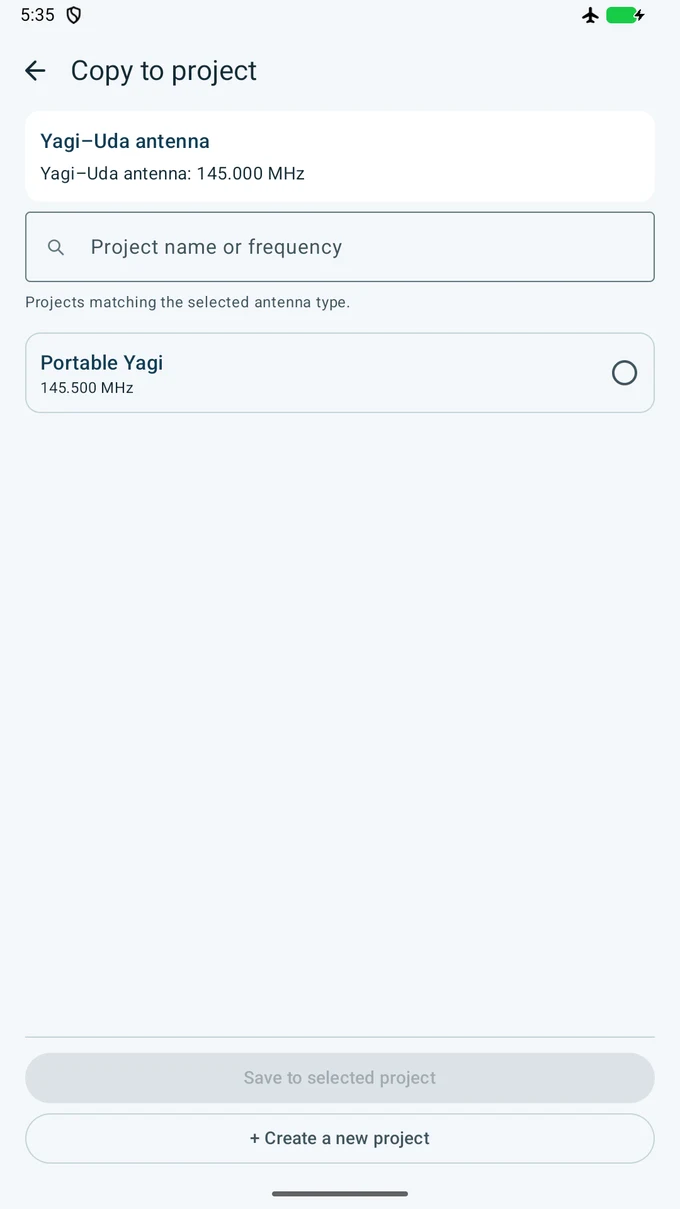 5:35
Copy to project
Yagi–Uda antenna
Yagi–Uda antenna: 145.000 MHz
Project name or frequency
Projects matching the selected antenna type.
Portable Yagi
145.500 MHz
Save to selected project
+ Create a new project